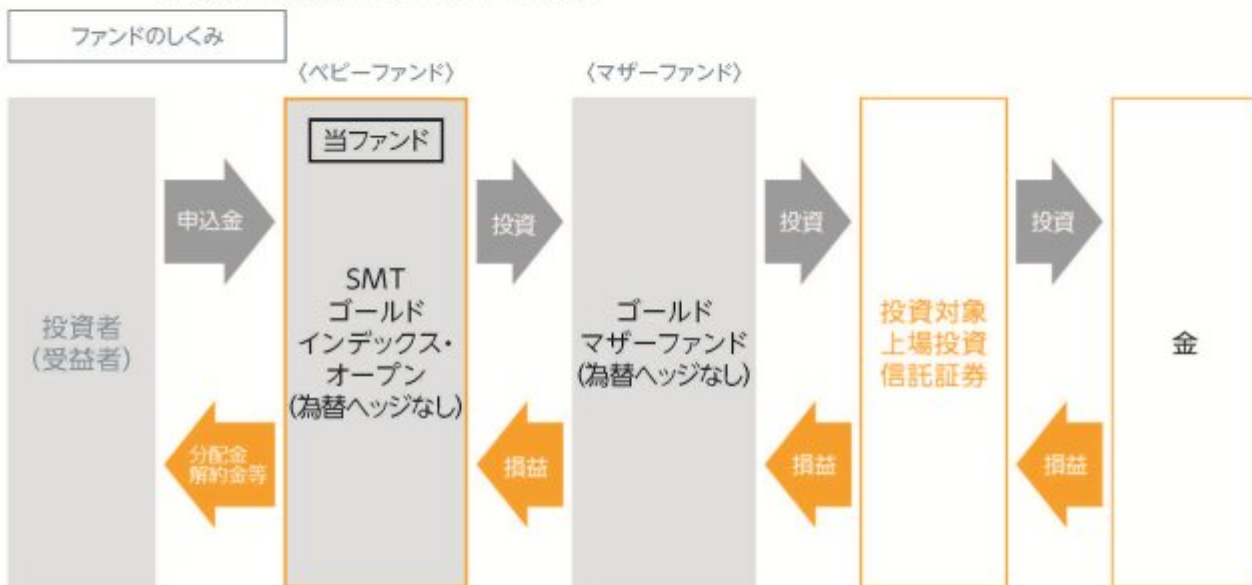 ファンドのしくみ
〈ベビーファンド〉
〈マザーファンド〉
投資者
(受益者)
申込金
分配金
解約金等
当ファンド
SMT
ゴールド
インデックス・
オープン
(為替ヘッジなし)
投資
損益
ゴールド
マザーファンド
(為替ヘッジなし)
投資
損益
投資対象
上場投資
信託証券
投資
損益
金